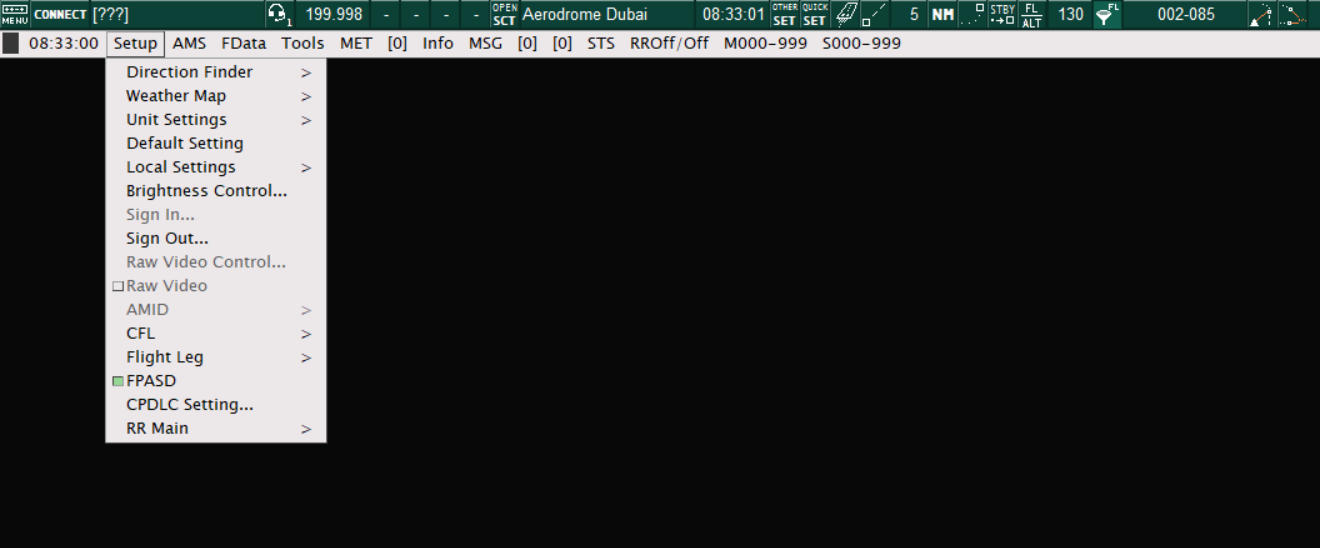 MENU CONNECT [???] 1 199.998 - - - - OPEN SCT Aerodrome Dubai 08:33:01 OTHER SET QUICK SET 5 NM STBY FL ALT 130 FL 002-085
08:33:00 Setup AMS FData Tools MET [0] Info MSG [0] [0] STS RROff/Off M000-999 S000-999
Direction Finder >
Weather Map >
Unit Settings >
Default Setting
Local Settings >
Brightness Control...
Sign In...
Sign Out...
Raw Video Control...
Raw Video
AMID >
CFL >
Flight Leg >
FPASD
CPDLC Setting...
RR Main >